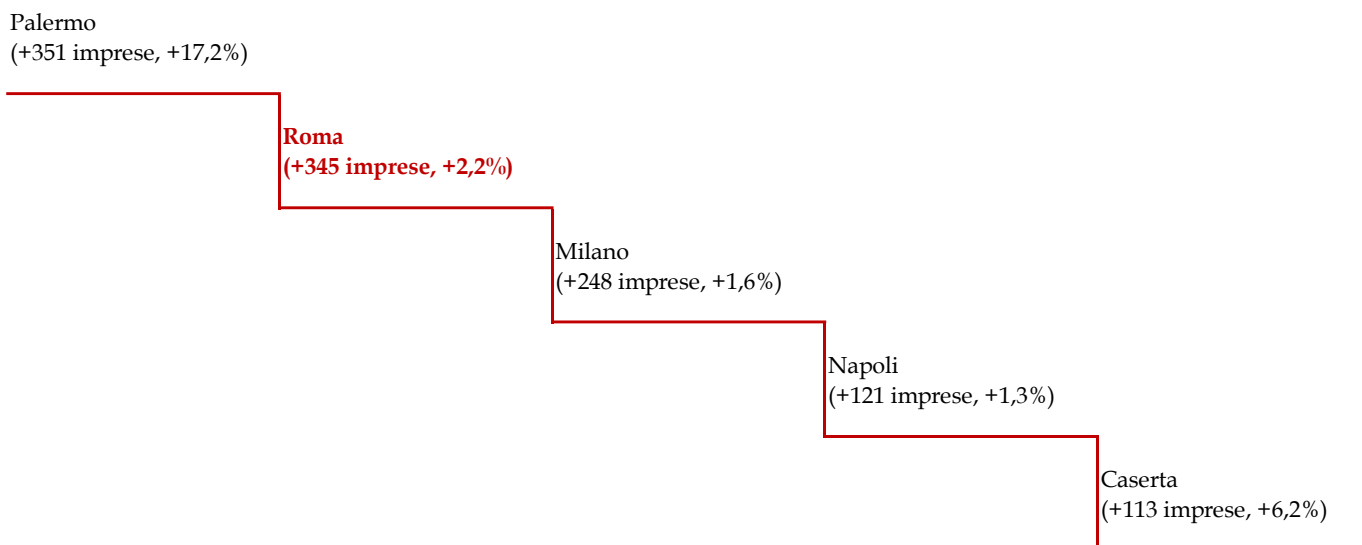 Palermo
(+351 imprese, +17,2%)
Roma
(+345 imprese, +2,2%)
Milano
(+248 imprese, +1,6%)
Napoli
(+121 imprese, +1,3%)
Caserta
(+113 imprese, +6,2%)